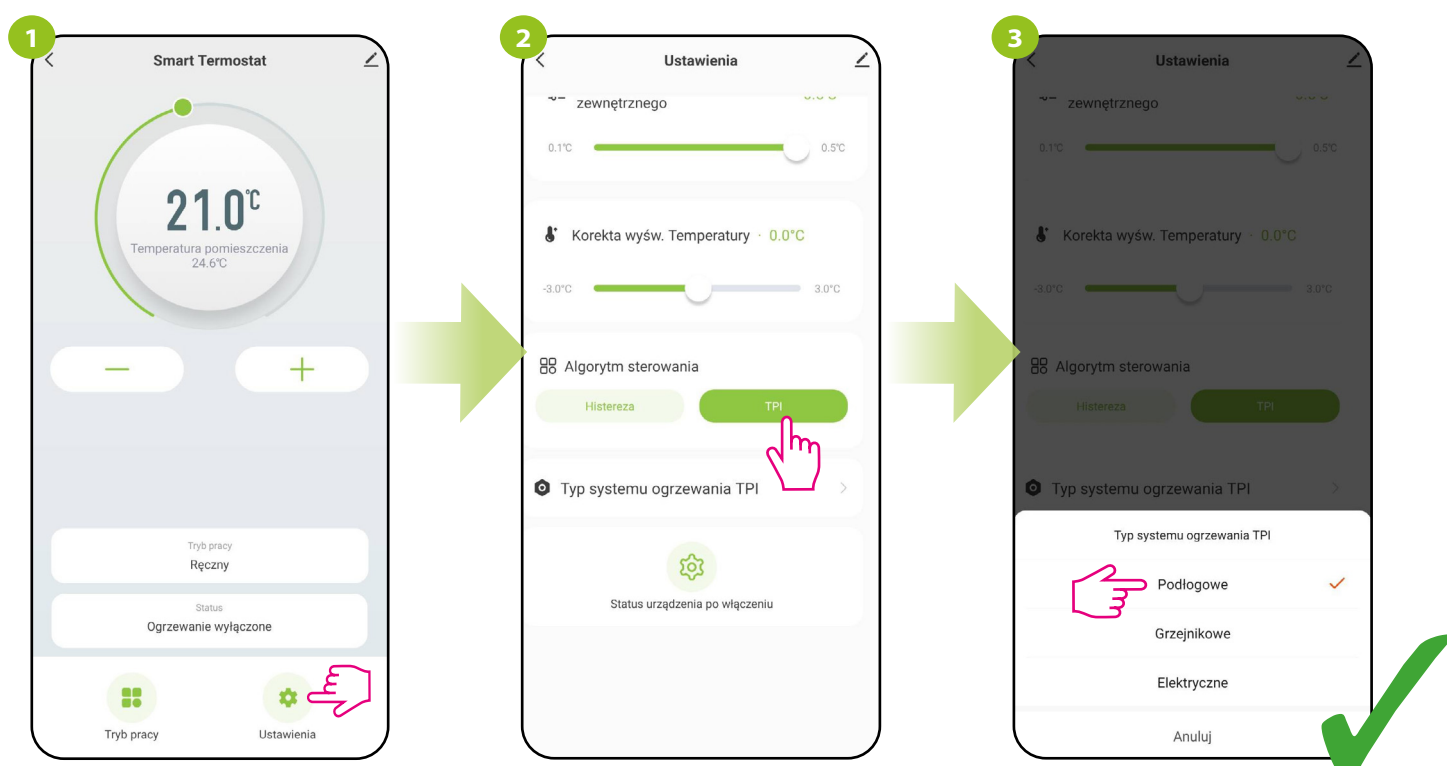 1
Smart Termostat
21.0°C
Temperatura pomieszczenia
24.6°C
Tryb pracy
Ręczny
Status
Ogrzewanie wyłączone
Tryb pracy
Ustawienia
2
Ustawienia
zewnętrznego
0.1°C 0.5°C
Korekta wyśw. Temperatury · 0.0°C
-3.0°C 3.0°C
Algorytm sterowania
Histereza TPI
Typ systemu ogrzewania TPI
Status urządzenia po włączeniu
3
Ustawienia
zewnętrznego
0.1°C 0.5°C
Korekta wyśw. Temperatury · 0.0°C
-3.0°C 3.0°C
Algorytm sterowania
Histereza TPI
Typ systemu ogrzewania TPI
Typ systemu ogrzewania TPI
Podłogowe
Grzejnikowe
Elektryczne
Anuluj